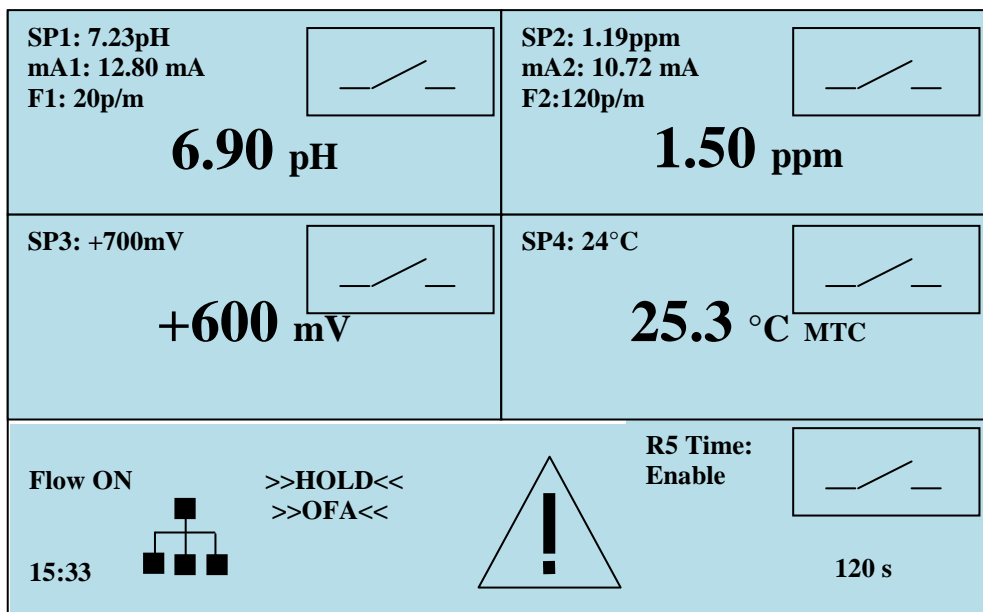 SP1: 7.23pH
mA1: 12.80 mA
F1: 20p/m
6.90 pH
SP2: 1.19ppm
mA2: 10.72 mA
F2:120p/m
1.50 ppm
SP3: +700mV
+600 mV
SP4: 24°C
25.3 °C MTC
Flow ON
15:33
>>HOLD<<
>>OFA<<
!
R5 Time:
Enable
120 s